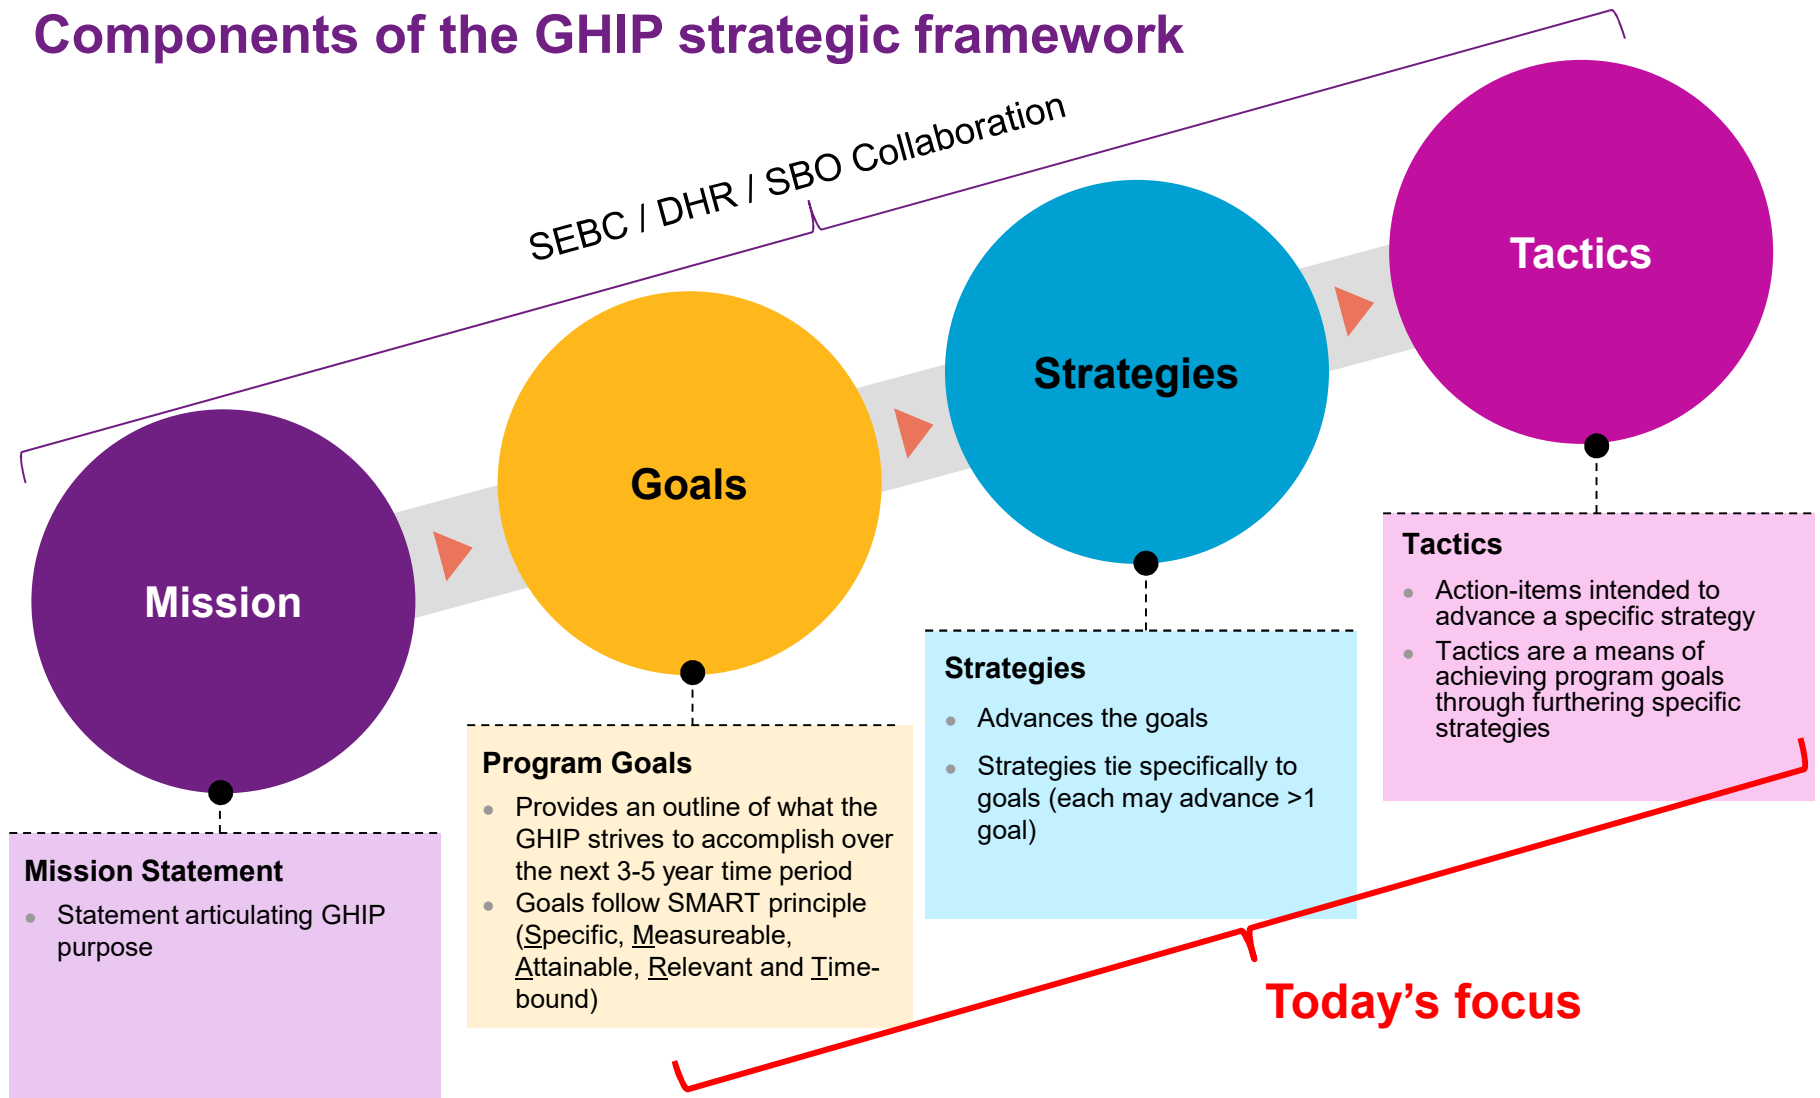 Components of the GHIP strategic framework
SEBC / DHR / SBO Collaboration
Mission
Goals
Strategies
Tactics
Mission Statement
Statement articulating GHIP
purpose
Program Goals
Provides an outline of what the
GHIP strives to accomplish over
the next 3-5 year time period
Goals follow SMART principle
(Specific, Measureable,
Attainable, Relevant and Time-
bound)
Strategies
Advances the goals
Strategies tie specifically to
goals (each may advance >1
goal)
Tactics
Action-items intended to
advance a specific strategy
Tactics are a means of
achieving program goals
through furthering specific
strategies
Today’s focus